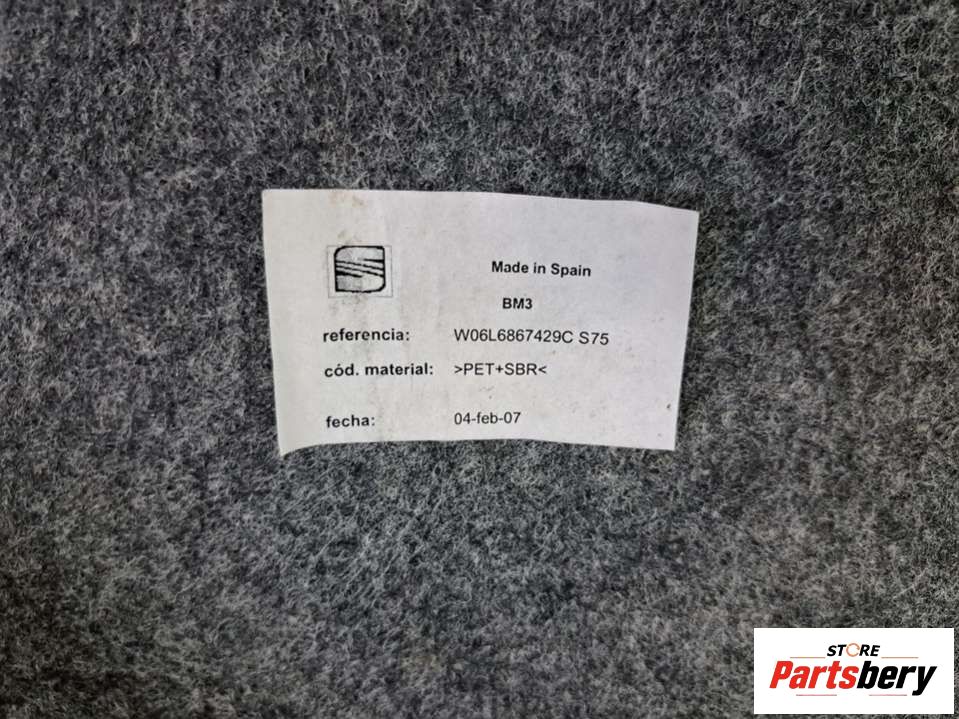 Made in Spain
BM3
referencia: W06L6867429C S75
cód. material: >PET+SBR<
fecha: 04-feb-07
STORE
Partsbery